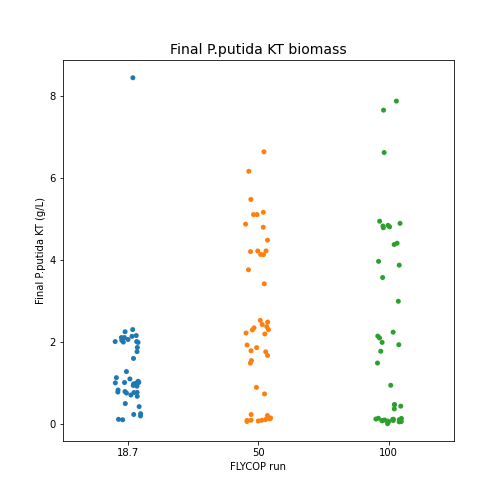 Final P.putida KT biomass
Final P.putida KT (g/L)
8
6
4
2
0
18.7 50 100
FLYCOP run